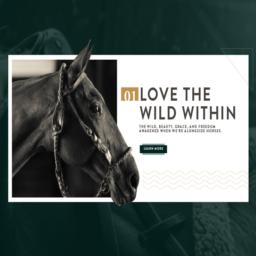 01
LOVE THE
WILD WITHIN
THE WILD, BEAUTY, GRACE, AND FREEDOM
AWAKENED WHEN WE'RE ALONGSIDE HORSES.
LEARN MORE